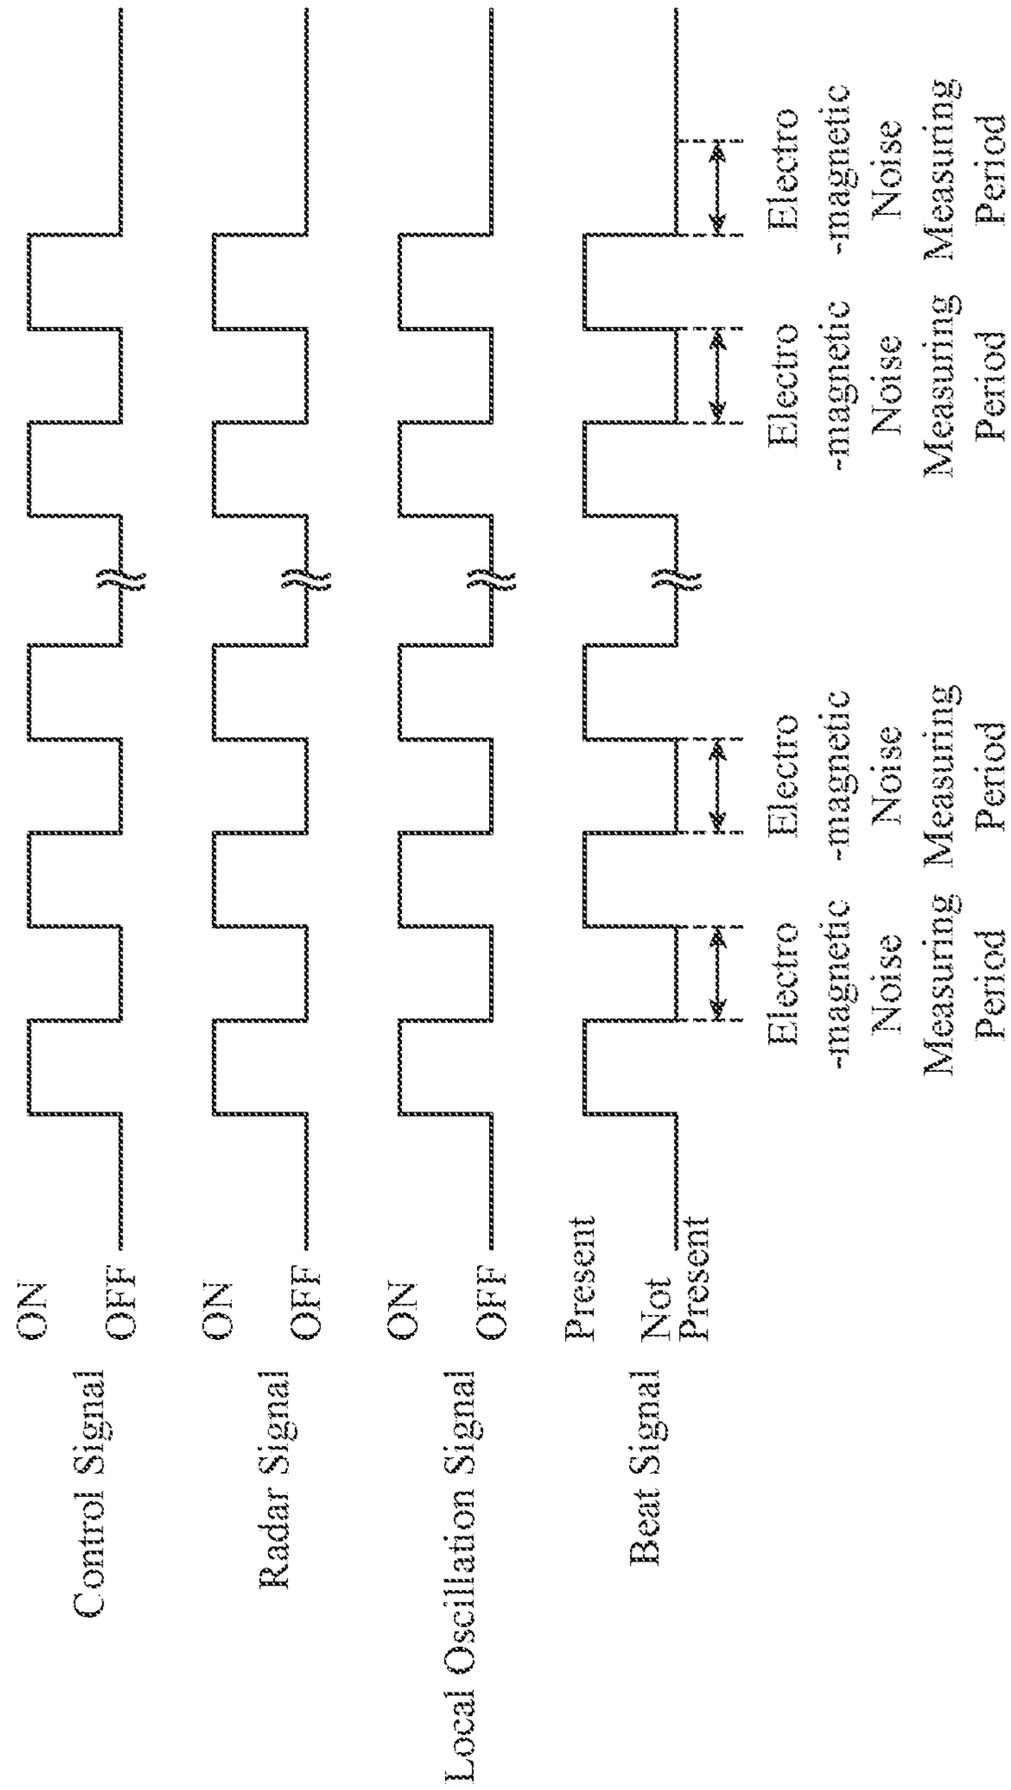 Control Signal
ON
OFF
Radar Signal
ON
OFF
Local Oscillation Signal
ON
OFF
Beat Signal
Present
Not
Present
Electro
-magnetic
Noise
Measuring
Period
Electro
-magnetic
Noise
Measuring
Period
Electro
-magnetic
Noise
Measuring
Period
Electro
-magnetic
Noise
Measuring
Period